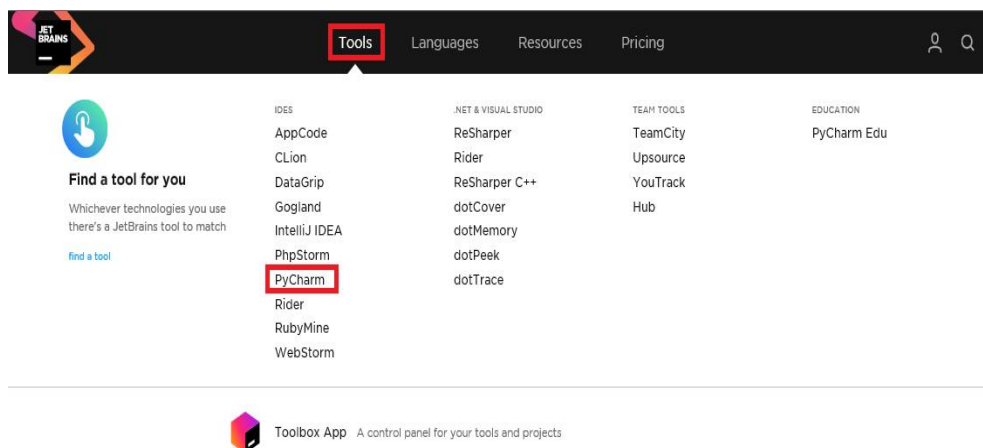 JET
BRAINS
Tools
Languages
Resources
Pricing
Find a tool for you
Whichever technologies you use
there's a JetBrains tool to match
find a tool
IDES
AppCode
CLion
DataGrip
Gogland
IntelliJ IDEA
PhpStorm
PyCharm
Rider
RubyMine
WebStorm
.NET & VISUAL STUDIO
ReSharper
Rider
ReSharper C++
dotCover
dotMemory
dotPeek
dotTrace
TEAM TOOLS
TeamCity
Upsource
YouTrack
Hub
EDUCATION
PyCharm Edu
Toolbox App A control panel for your tools and projects